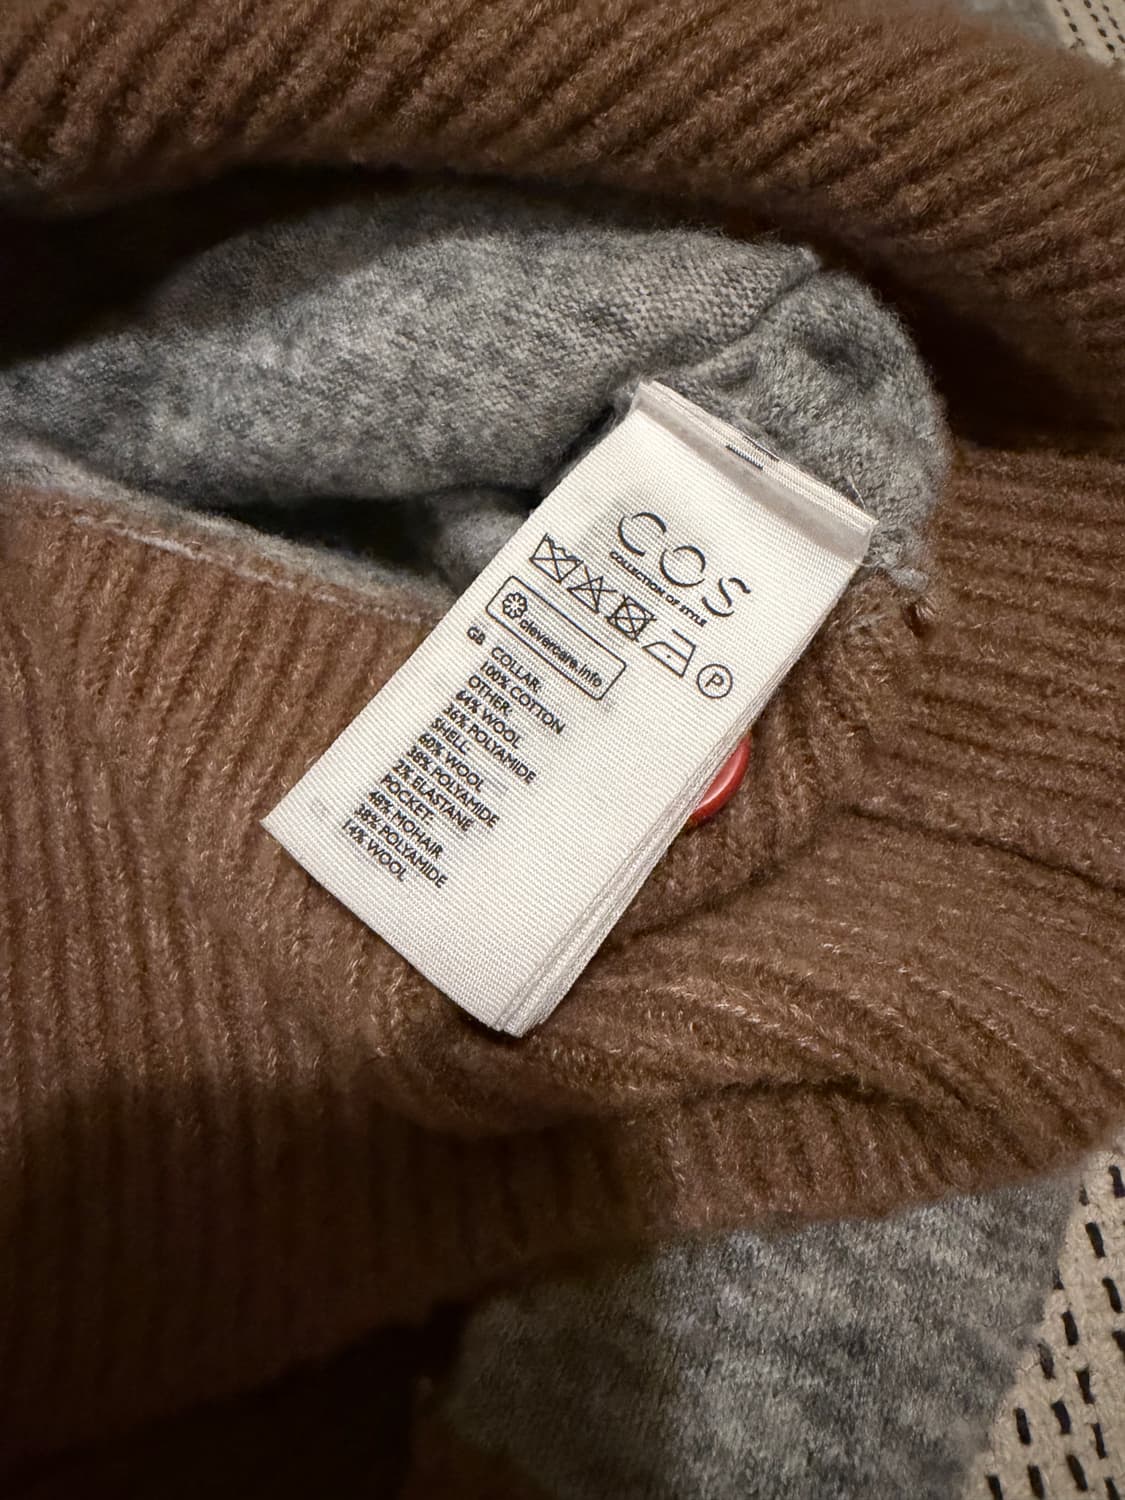 COS
COLLECTION OF STYLE
P
clevercare.info
GB COLLAR:
100% COTTON
OTHER:
64% WOOL
36% POLYAMIDE
SHELL:
60% WOOL
38% POLYAMIDE
2% ELASTANE
POCKET:
48% MOHAIR
38% POLYAMIDE
14% WOOL